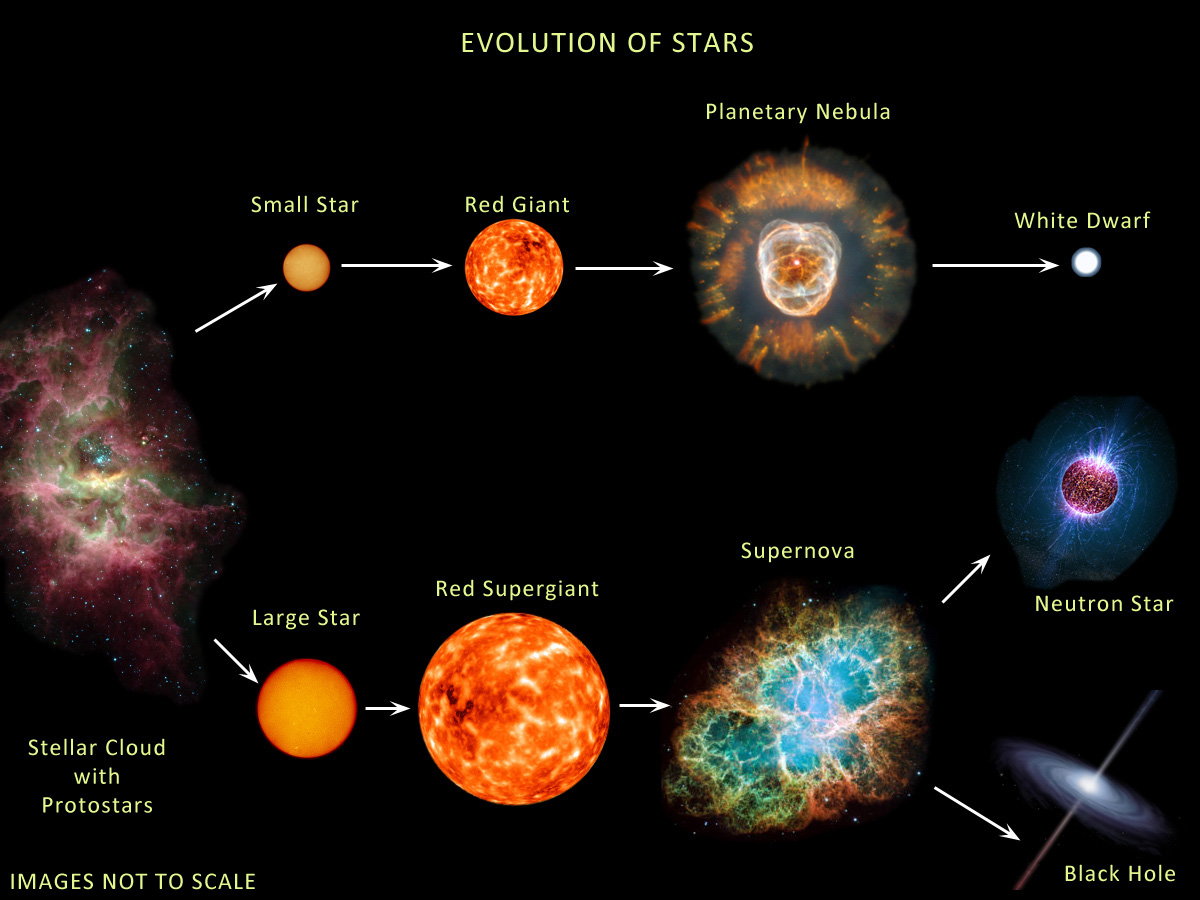 EVOLUTION OF STARS
Planetary Nebula
Small Star
Red Giant
White Dwarf
Supernova
Neutron Star
Red Supergiant
Large Star
Stellar Cloud
with
Protostars
Black Hole
IMAGES NOT TO SCALE